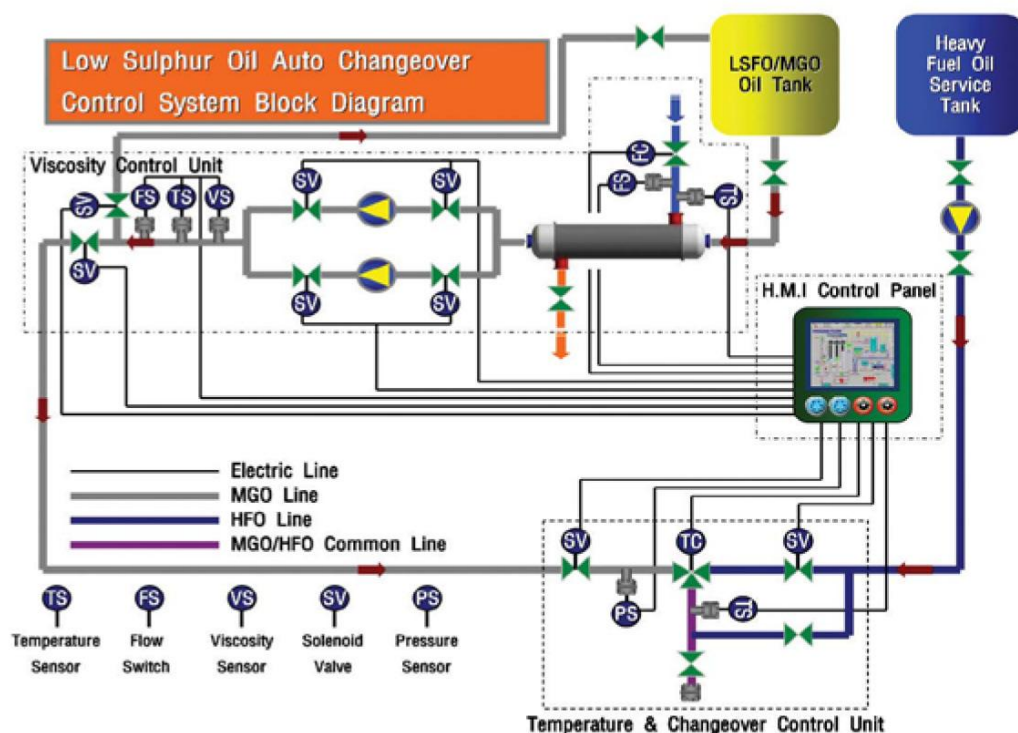 Low Sulphur Oil Auto Changeover
Control System Block Diagram
LSFO/MGO
Oil Tank
Heavy
Fuel Oil
Service
Tank
Viscosity Control Unit
SV
FS
TS
VS
SV
SV
SV
SV
SV
SV
FC
FS
TS
H.M.I Control Panel
Electric Line
MGO Line
HFO Line
MGO/HFO Common Line
SV
TC
SV
PS
TS
TS
FS
VS
SV
PS
Temperature
Sensor
Flow
Switch
Viscosity
Sensor
Solenoid
Valve
Pressure
Sensor
Temperature & Changeover Control Unit